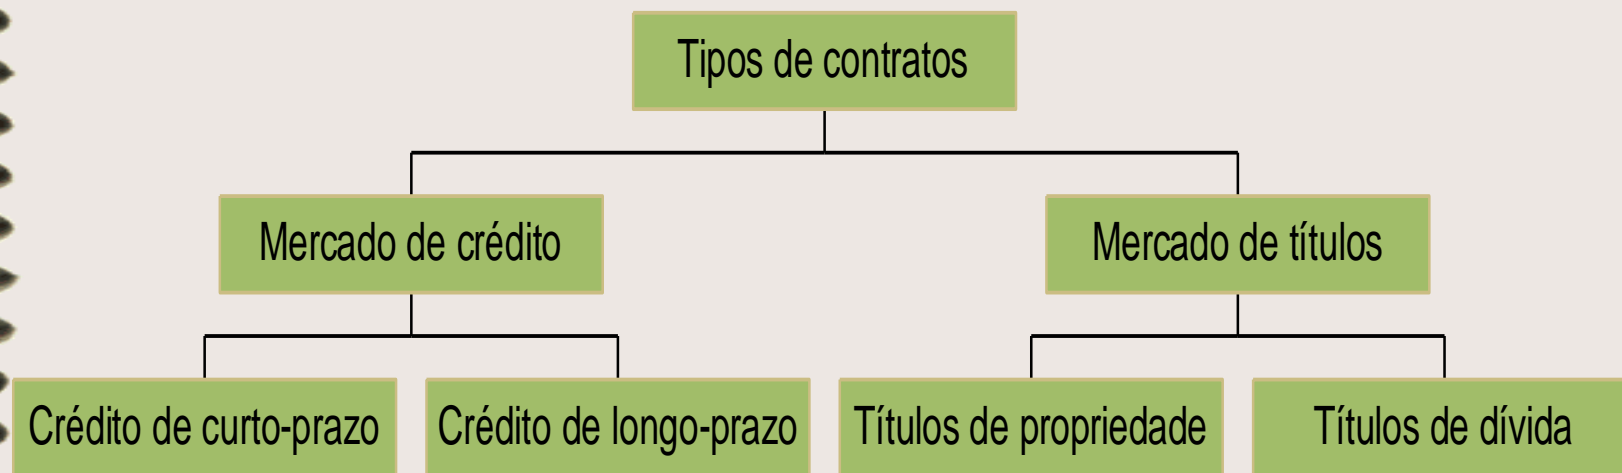 Tipos de contratos
Mercado de crédito
Mercado de títulos
Crédito de curto-prazo
Crédito de longo-prazo
Títulos de propriedade
Títulos de dívida